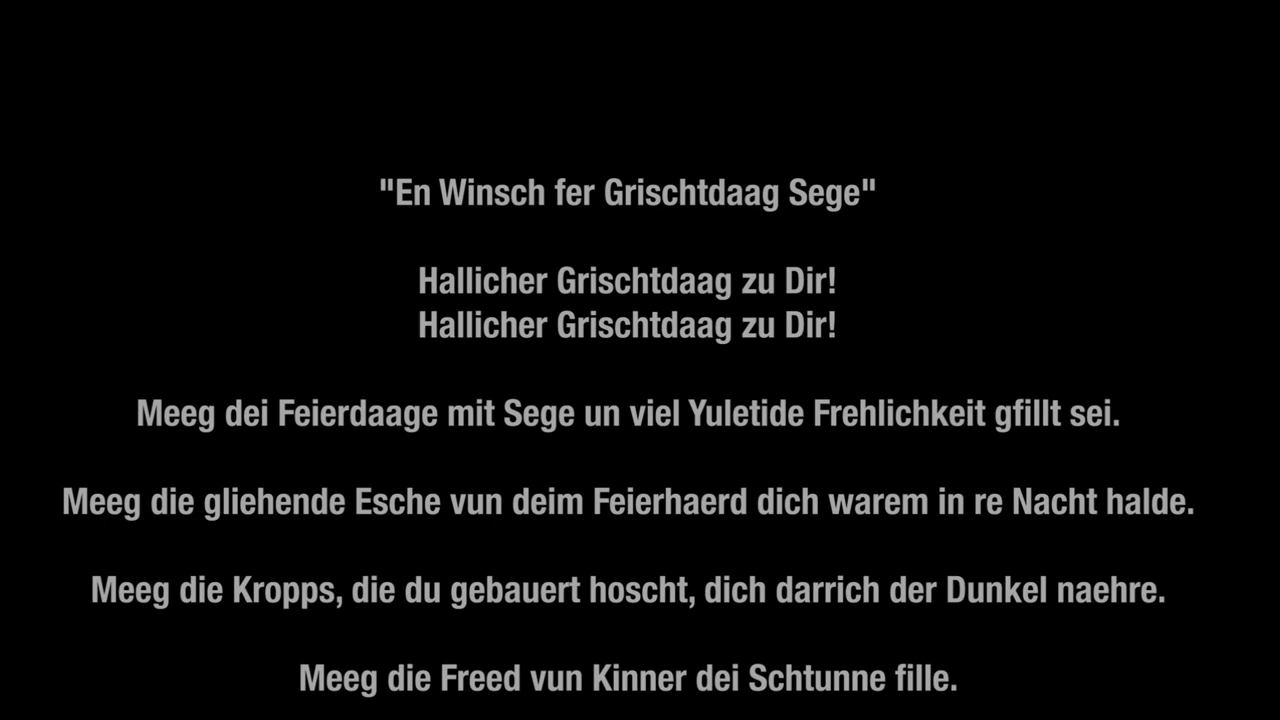 "En Winsch fer Grischtdaag Sege"
Hallicher Grischtdaag zu Dir!
Hallicher Grischtdaag zu Dir!
Meeg dei Feierdaage mit Sege un viel Yuletide Frehlichkeit gfillt sei.
Meeg die gliehende Esche vun deim Feierhaerd dich warem in re Nacht halde.
Meeg die Kropps, die du gebauert hoscht, dich darrich der Dunkel naehre.
Meeg die Freed vun Kinner dei Schtunne fille.